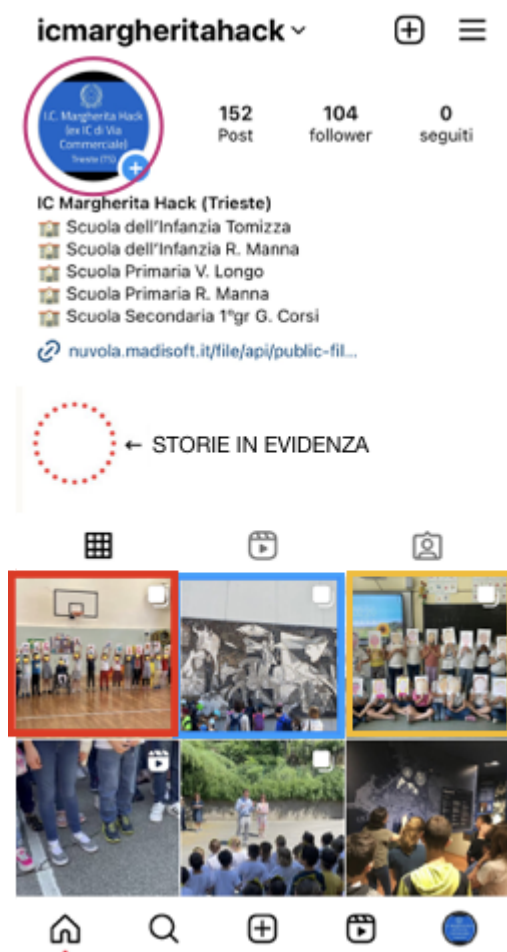 icmargheritahack
I.C. Margherita Hack
(ex IC di Via
Commerciale)
Trieste (TS)
152 104 0
Post follower seguiti
IC Margherita Hack (Trieste)
🏫 Scuola dell'Infanzia Tomizza
🏫 Scuola dell'Infanzia R. Manna
🏫 Scuola Primaria V. Longo
🏫 Scuola Primaria R. Manna
🏫 Scuola Secondaria 1°gr G. Corsi
nuvola.madisoft.it/file/api/public-fil...
← STORIE IN EVIDENZA